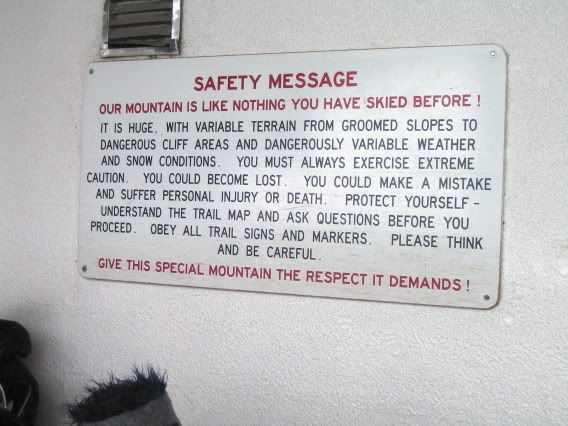 SAFETY MESSAGE
OUR MOUNTAIN IS LIKE NOTHING YOU HAVE SKIED BEFORE !
IT IS HUGE, WITH VARIABLE TERRAIN FROM GROOMED SLOPES TO
DANGEROUS CLIFF AREAS AND DANGEROUSLY VARIABLE WEATHER
AND SNOW CONDITIONS. YOU MUST ALWAYS EXERCISE EXTREME
CAUTION. YOU COULD BECOME LOST. YOU COULD MAKE A MISTAKE
AND SUFFER PERSONAL INJURY OR DEATH. PROTECT YOURSELF -
UNDERSTAND THE TRAIL MAP AND ASK QUESTIONS BEFORE YOU
PROCEED. OBEY ALL TRAIL SIGNS AND MARKERS. PLEASE THINK
AND BE CAREFUL.
GIVE THIS SPECIAL MOUNTAIN THE RESPECT IT DEMANDS !